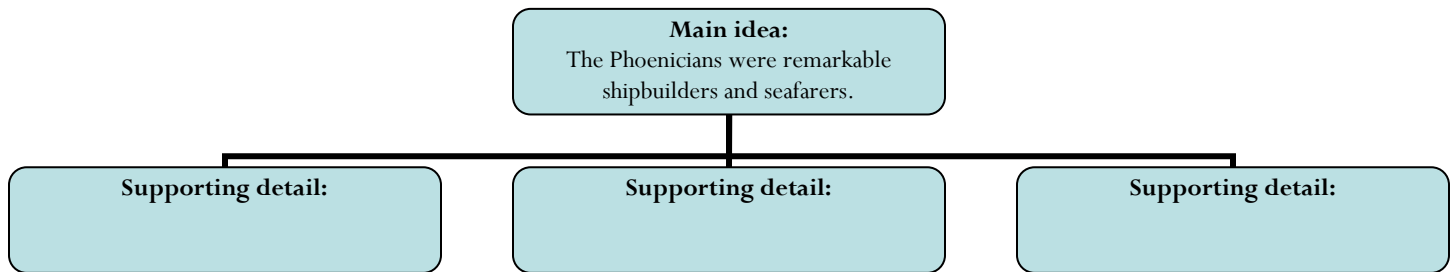 Main idea:
The Phoenicians were remarkable
shipbuilders and seafarers.
Supporting detail:
Supporting detail:
Supporting detail: